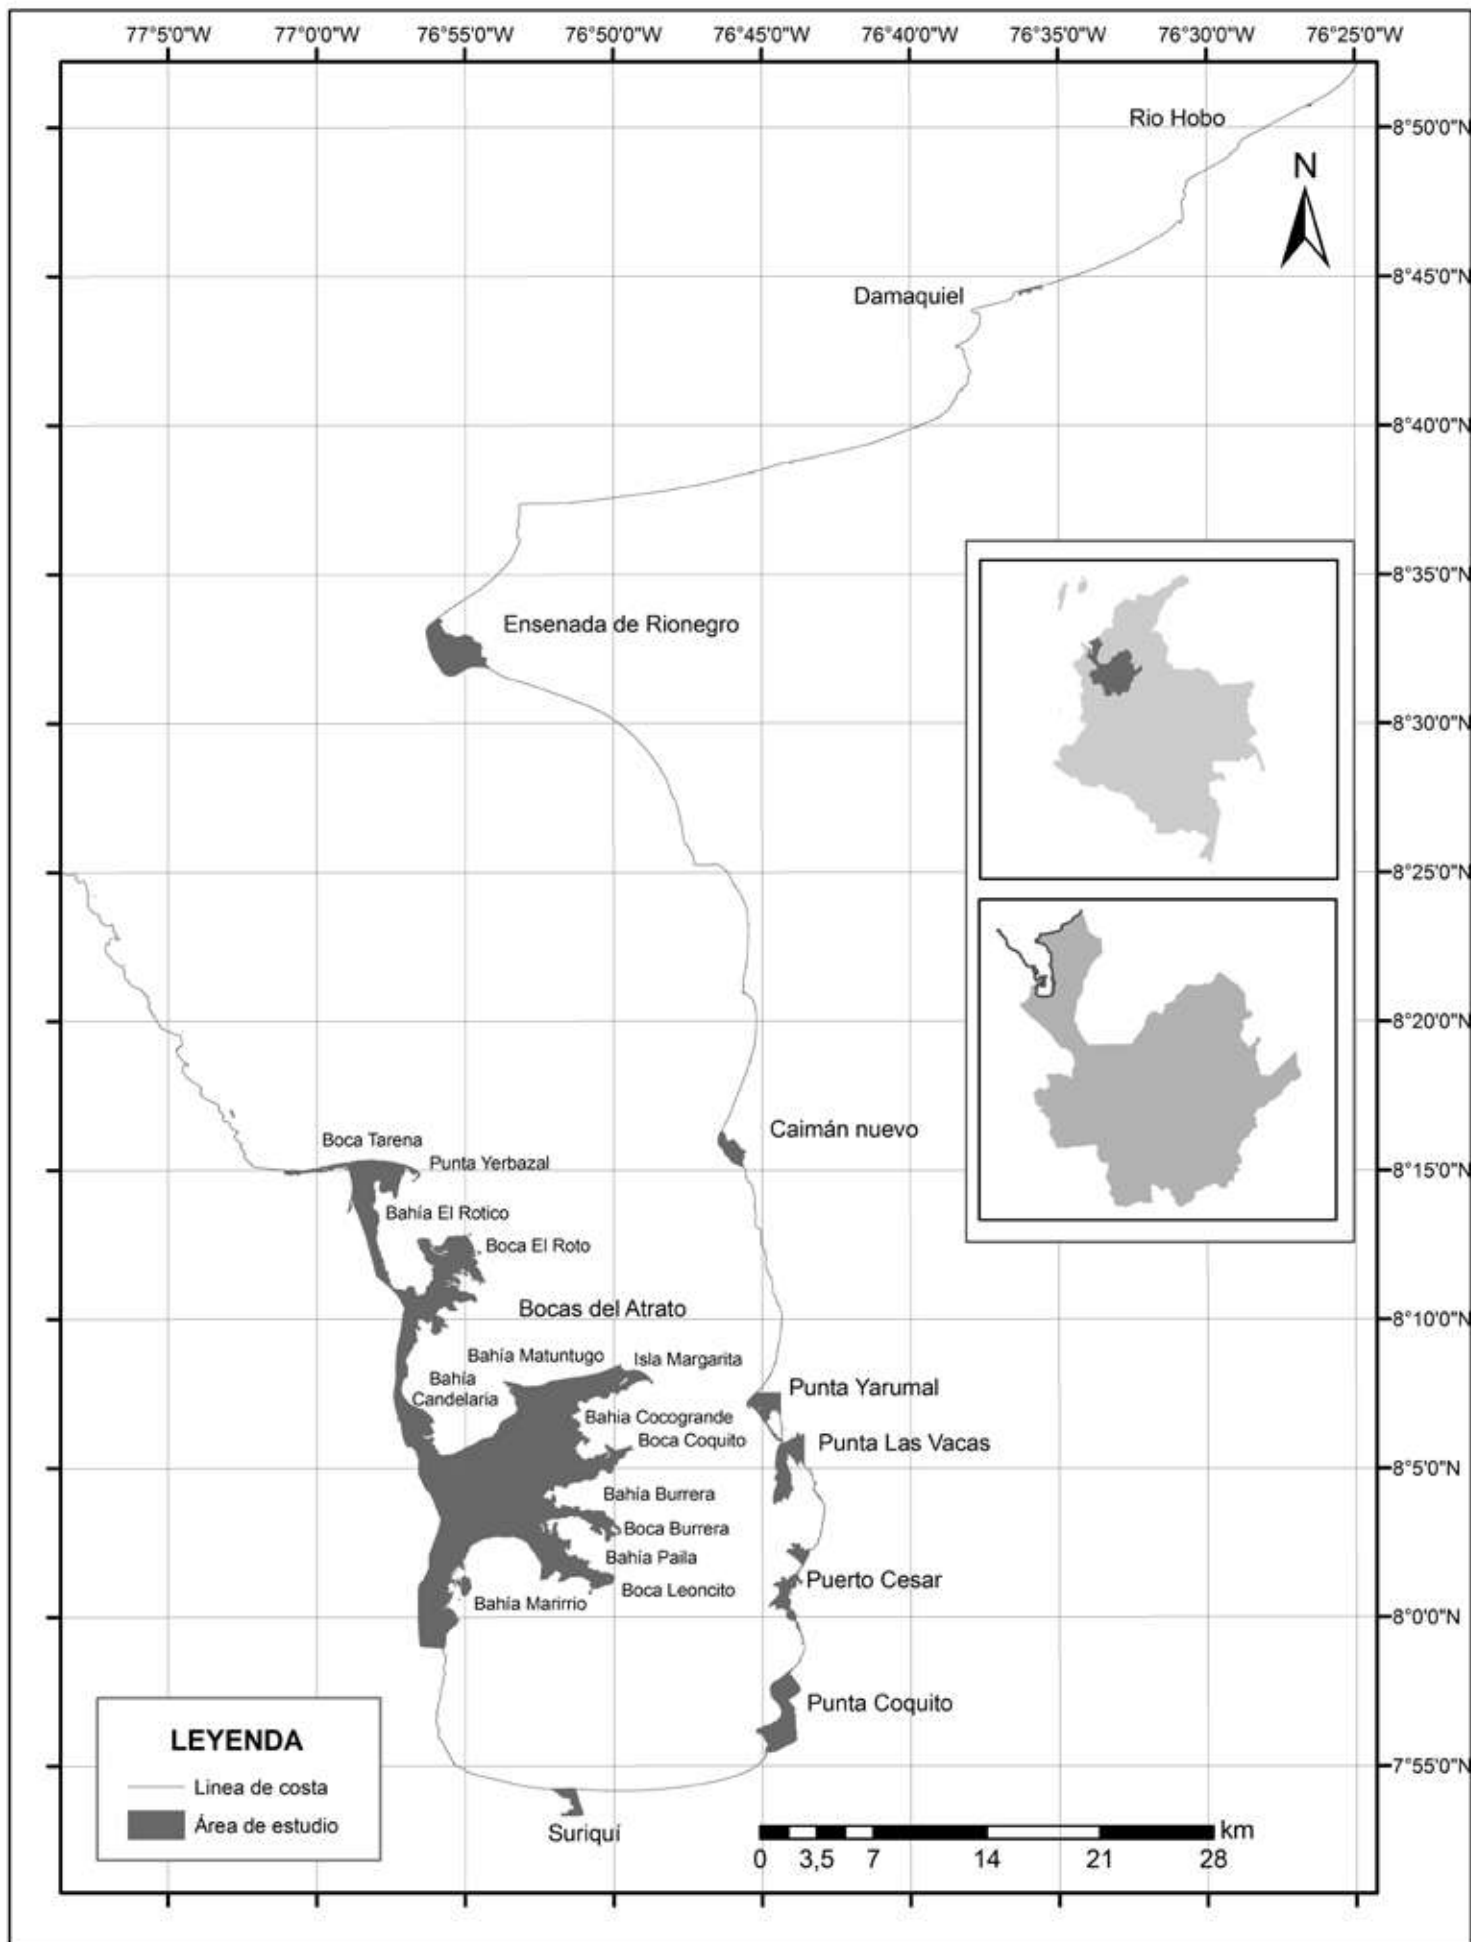 77°5'0"W 77°0'0"W 76°55'0"W 76°50'0"W 76°45'0"W 76°40'0"W 76°35'0"W 76°30'0"W 76°25'0"W
Rio Hobo
8°50'0"N
N
8°45'0"N
Damaquiel
8°40'0"N
8°35'0"N
Ensenada de Rionegro
8°30'0"N
8°25'0"N
8°20'0"N
Caimán nuevo
Boca Tarena
Punta Yerbazal
8°15'0"N
Bahía El Rotico
Boca El Roto
Bocas del Atrato
8°10'0"N
Bahía Matuntugo
Isla Margarita
Bahía
Candelaria
Punta Yarumal
Bahia Cocogrande
Boca Coquito
Punta Las Vacas
8°5'0"N
Bahía Burrera
Boca Burrera
Bahía Paila
Puerto Cesar
Boca Leoncito
Bahía Marirrio
8°0'0"N
Punta Coquito
7°55'0"N
LEYENDA
Linea de costa
Área de estudio
Suriquí
km
0 3,5 7 14 21 28